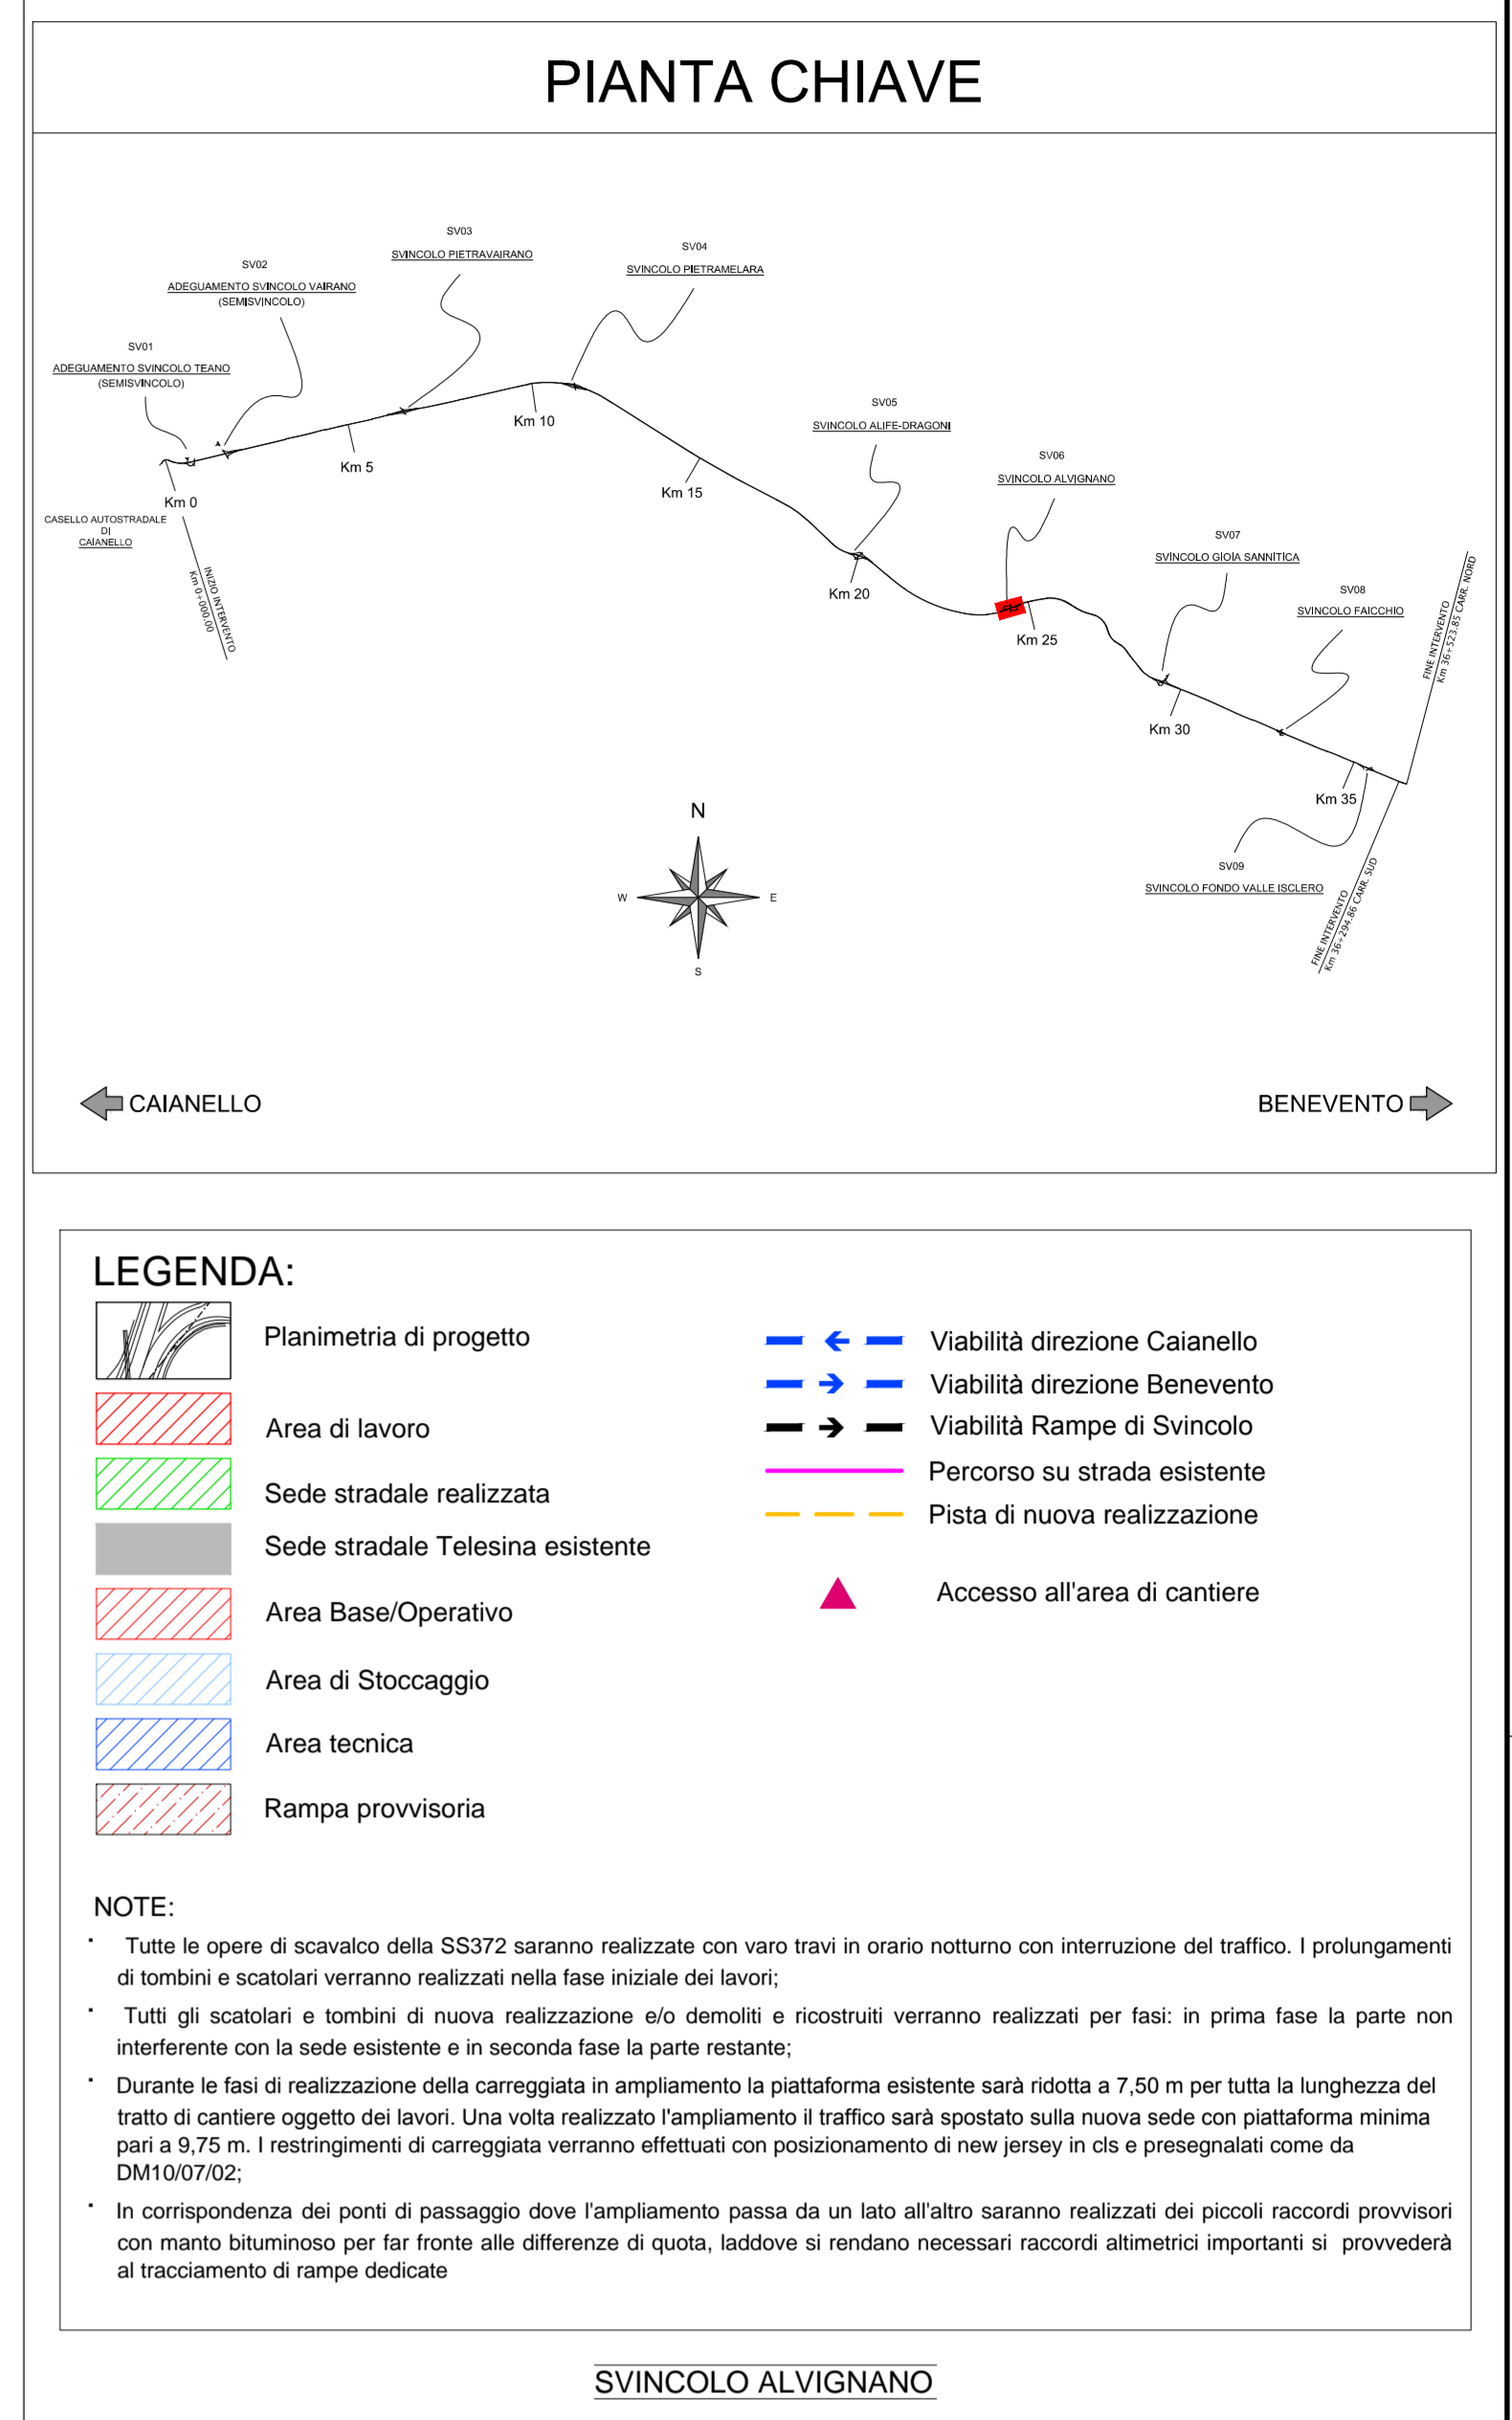 PIANTA CHIAVE
SV03
SVINCOLO PIETRAVAIRANO
SV04
SVINCOLO PIETRAMELARA
SV02
ADEGUAMENTO SVINCOLO VAIRANO
(SEMISVINCOLO)
SV01
ADEGUAMENTO SVINCOLO TEANO
(SEMISVINCOLO)
Km 0
CASELLO AUTOSTRADALE
DI
CAIANELLO
INIZIO INTERVENTO
Km 0+000.00
Km 5
Km 10
Km 15
SV05
SVINCOLO ALIFE-DRAGONI
Km 20
SV06
SVINCOLO ALVIGNANO
Km 25
SV07
SVINCOLO GIOIA SANNITICA
Km 30
SV08
SVINCOLO FAICCHIO
FINE INTERVENTO
Km 36+523.85 CARR. NORD
Km 35
SV09
SVINCOLO FONDO VALLE ISCLERO
FINE INTERVENTO
Km 36+294.86 CARR. SUD
N
W
E
S
CAIANELLO
BENEVENTO
LEGENDA:
Planimetria di progetto
Area di lavoro
Sede stradale realizzata
Sede stradale Telesina esistente
Area Base/Operativo
Area di Stoccaggio
Area tecnica
Rampa provvisoria
Viabilità direzione Caianello
Viabilità direzione Benevento
Viabilità Rampe di Svincolo
Percorso su strada esistente
Pista di nuova realizzazione
Accesso all'area di cantiere
NOTE:
· Tutte le opere di scavalco della SS372 saranno realizzate con varo travi in orario notturno con interruzione del traffico. I prolungamenti
di tombini e scatolari verranno realizzati nella fase iniziale dei lavori;
· Tutti gli scatolari e tombini di nuova realizzazione e/o demoliti e ricostruiti verranno realizzati per fasi: in prima fase la parte non
interferente con la sede esistente e in seconda fase la parte restante;
· Durante le fasi di realizzazione della carreggiata in ampliamento la piattaforma esistente sarà ridotta a 7,50 m per tutta la lunghezza del
tratto di cantiere oggetto dei lavori. Una volta realizzato l'ampliamento il traffico sarà spostato sulla nuova sede con piattaforma minima
pari a 9,75 m. I restringimenti di carreggiata verranno effettuati con posizionamento di new jersey in cls e presegnalati come da
DM10/07/02;
· In corrispondenza dei ponti di passaggio dove l'ampliamento passa da un lato all'altro saranno realizzati dei piccoli raccordi provvisori
con manto bituminoso per far fronte alle differenze di quota, laddove si rendano necessari raccordi altimetrici importanti si provvederà
al tracciamento di rampe dedicate
SVINCOLO ALVIGNANO